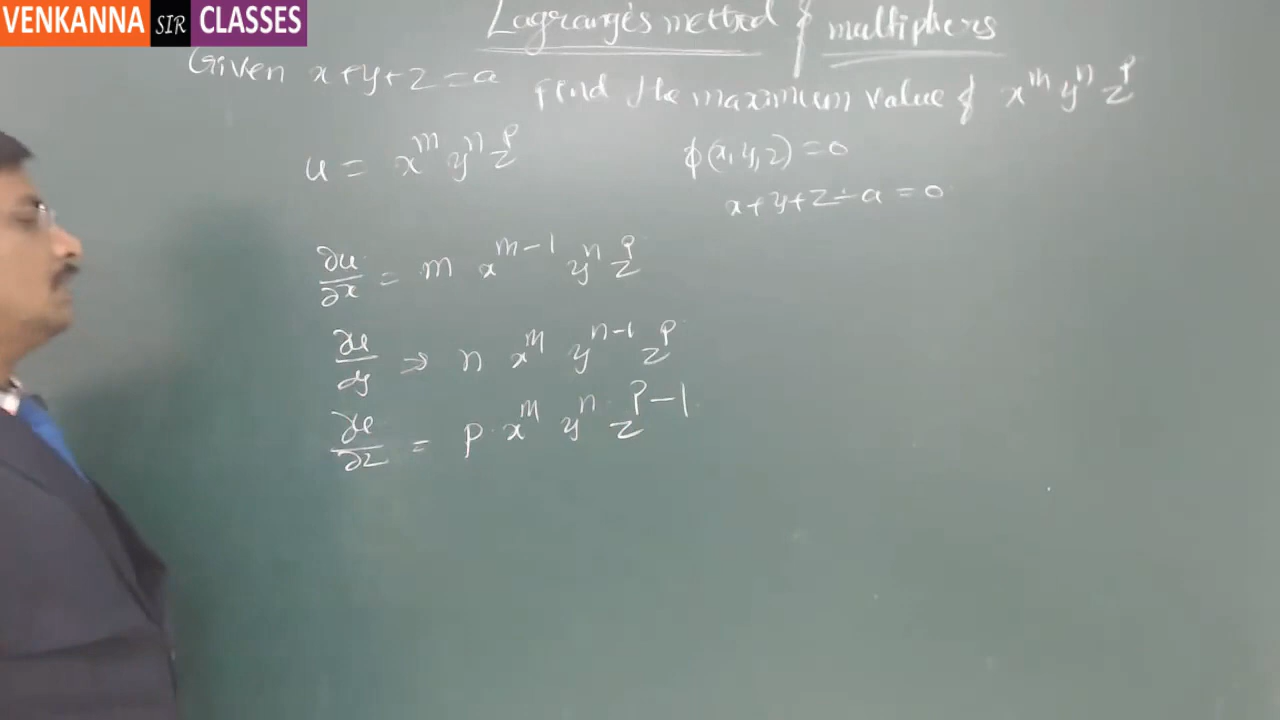 VENKANNA SIR CLASSES
Lagrange's method of multipliers
Given x+y+z=a find the maximum value of x^m y^n z^p
u = x^m y^n z^p
ϕ(x,y,z)=0
x+y+z-a=0
∂u/∂x = m x^{m-1} y^n z^p
∂u/∂y ⇒ n x^m y^{n-1} z^p
∂u/∂z = p. x^m y^n z^{p-1}